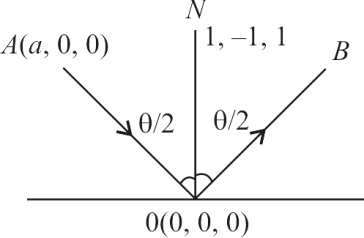 N
1, –1, 1
A(a, 0, 0)
B
θ/2
θ/2
0(0, 0, 0)